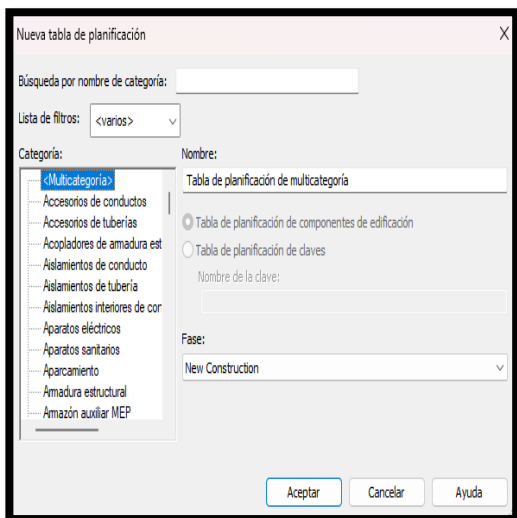 Nueva tabla de planificación
Búsqueda por nombre de categoría:
Lista de filtros: <varios>
Categoría:
<Multicategoría>
Accesorios de conductos
Accesorios de tuberías
Acopladores de armadura est
Aislamientos de conducto
Aislamientos de tubería
Aislamientos interiores de con
Aparatos eléctricos
Aparatos sanitarios
Aparcamiento
Armadura estructural
Armazón auxiliar MEP
Nombre:
Tabla de planificación de multicategoría
Tabla de planificación de componentes de edificación
Tabla de planificación de claves
Nombre de la clave:
Fase:
New Construction
Aceptar Cancelar Ayuda